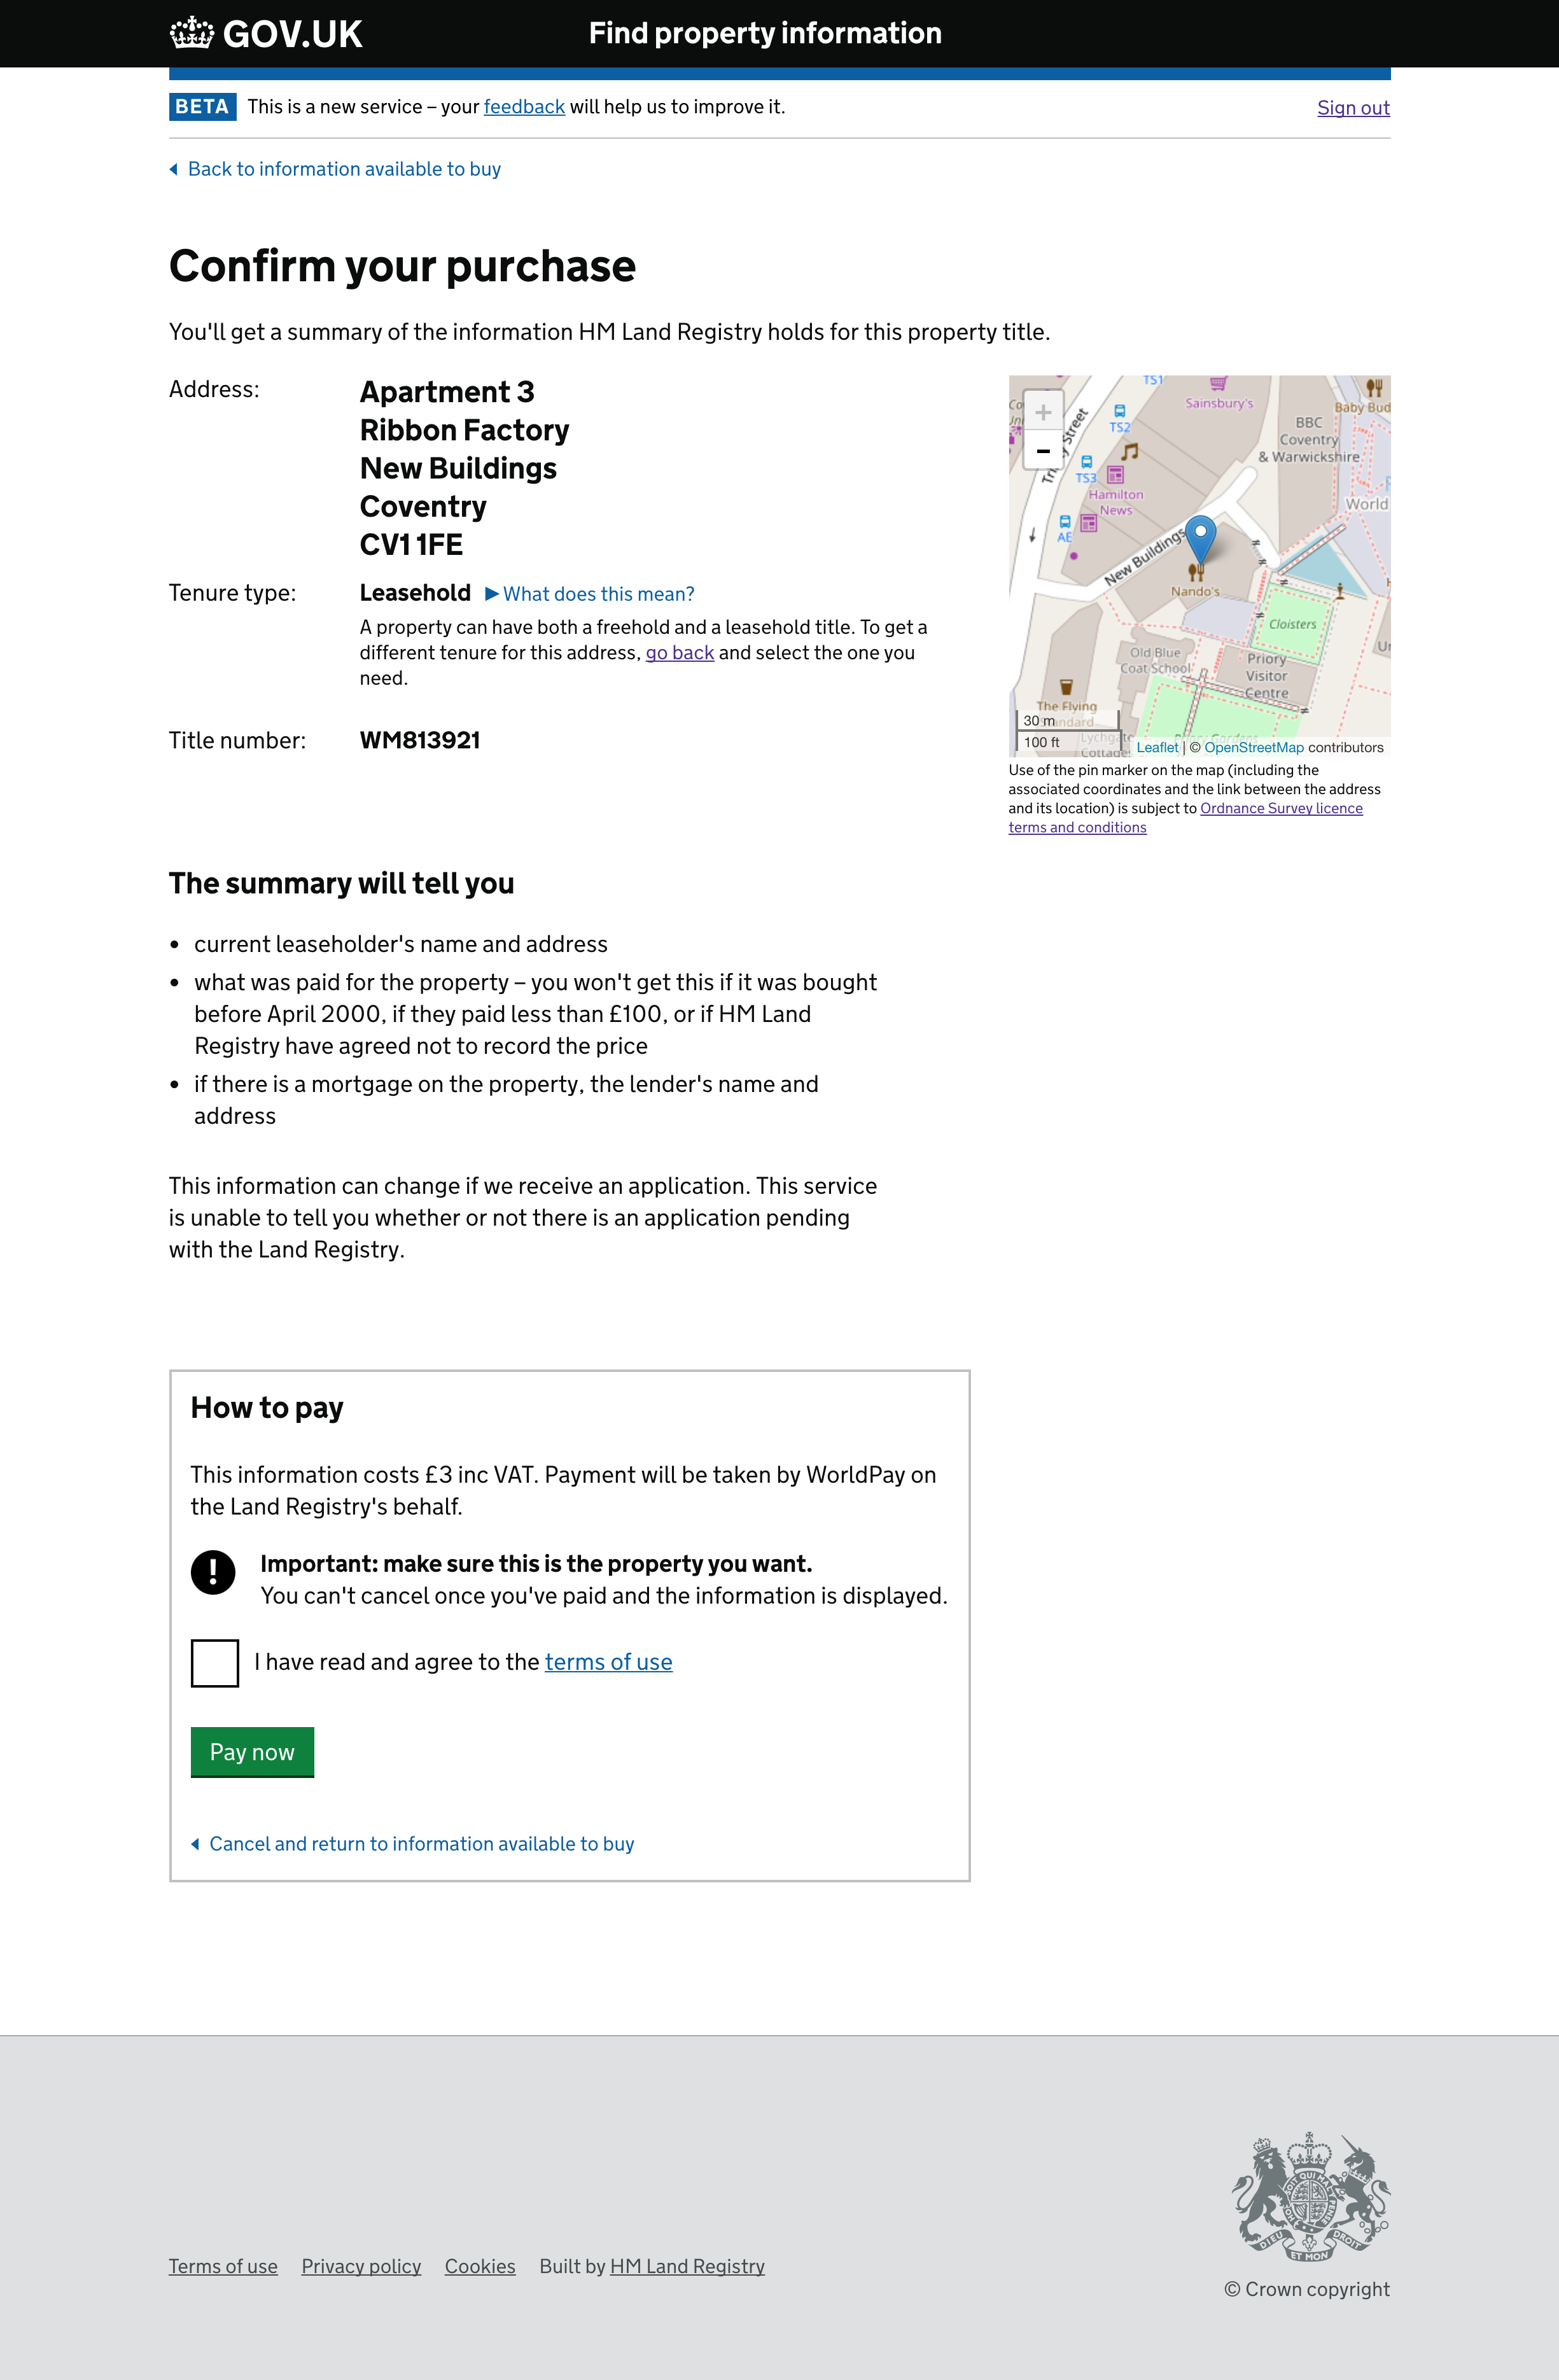 GOV.UK
Find property information
BETA This is a new service – your feedback will help us to improve it.
Sign out
Back to information available to buy
Confirm your purchase
You'll get a summary of the information HM Land Registry holds for this property title.
Address:
Apartment 3
Ribbon Factory
New Buildings
Coventry
CV1 1FE
Tenure type:
Leasehold
What does this mean?
A property can have both a freehold and a leasehold title. To get a
different tenure for this address, go back and select the one you
need.
Title number:
WM813921
+
-
TS1
Sainsbury's
TS2
Baby Bud
BBC
Coventry
& Warwickshire
Street
TS3
Hamilton
News
World
AE
New Buildings
Nando's
Cloisters
Old Blue
Coat School
Priory
Visitor
Centre
The Flying
30 m
100 ft
Leaflet | © OpenStreetMap contributors
Use of the pin marker on the map (including the
associated coordinates and the link between the address
and its location) is subject to Ordnance Survey licence
terms and conditions
The summary will tell you
• current leaseholder's name and address
• what was paid for the property – you won't get this if it was bought
before April 2000, if they paid less than £100, or if HM Land
Registry have agreed not to record the price
• if there is a mortgage on the property, the lender's name and
address
This information can change if we receive an application. This service
is unable to tell you whether or not there is an application pending
with the Land Registry.
How to pay
This information costs £3 inc VAT. Payment will be taken by WorldPay on
the Land Registry's behalf.
! Important: make sure this is the property you want.
You can't cancel once you've paid and the information is displayed.
I have read and agree to the terms of use
Pay now
Cancel and return to information available to buy
DIEU ET MON DROIT
Terms of use Privacy policy Cookies Built by HM Land Registry
© Crown copyright